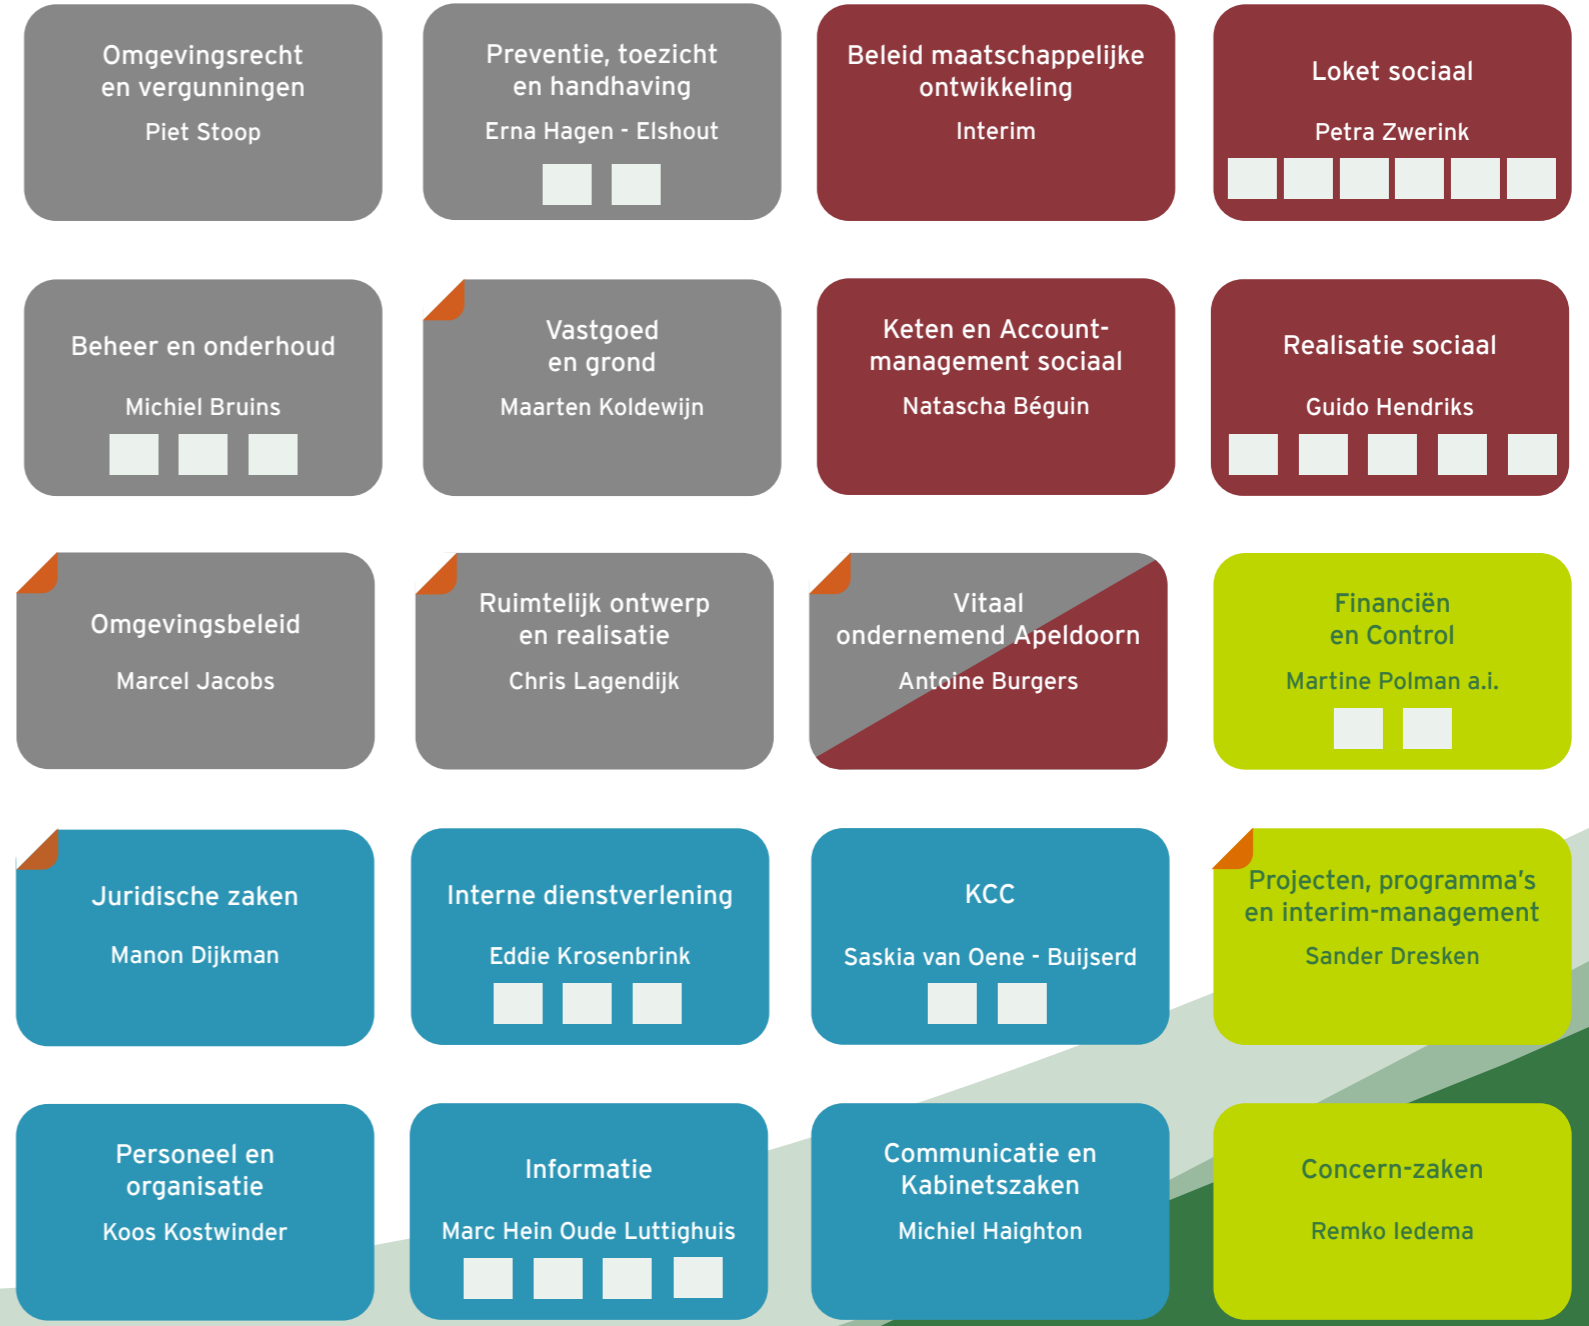 Omgevingsrecht
en vergunningen
Piet Stoop
Preventie, toezicht
en handhaving
Erna Hagen - Elshout
Beleid maatschappelijke
ontwikkeling
Interim
Loket sociaal
Petra Zwerink
Beheer en onderhoud
Michiel Bruins
Vastgoed
en grond
Maarten Koldewijn
Keten en Account-
management sociaal
Natascha Béguin
Realisatie sociaal
Guido Hendriks
Omgevingsbeleid
Marcel Jacobs
Ruimtelijk ontwerp
en realisatie
Chris Lagendijk
Vitaal
ondernemend Apeldoorn
Antoine Burgers
Financiën
en Control
Martine Polman a.i.
Juridische zaken
Manon Dijkman
Interne dienstverlening
Eddie Krosenbrink
KCC
Saskia van Oene - Buijserd
Projecten, programma's
en interim-management
Sander Dresken
Personeel en
organisatie
Koos Kostwinder
Informatie
Marc Hein Oude Luttighuis
Communicatie en
Kabinetszaken
Michiel Haighton
Concern-zaken
Remko Iedema